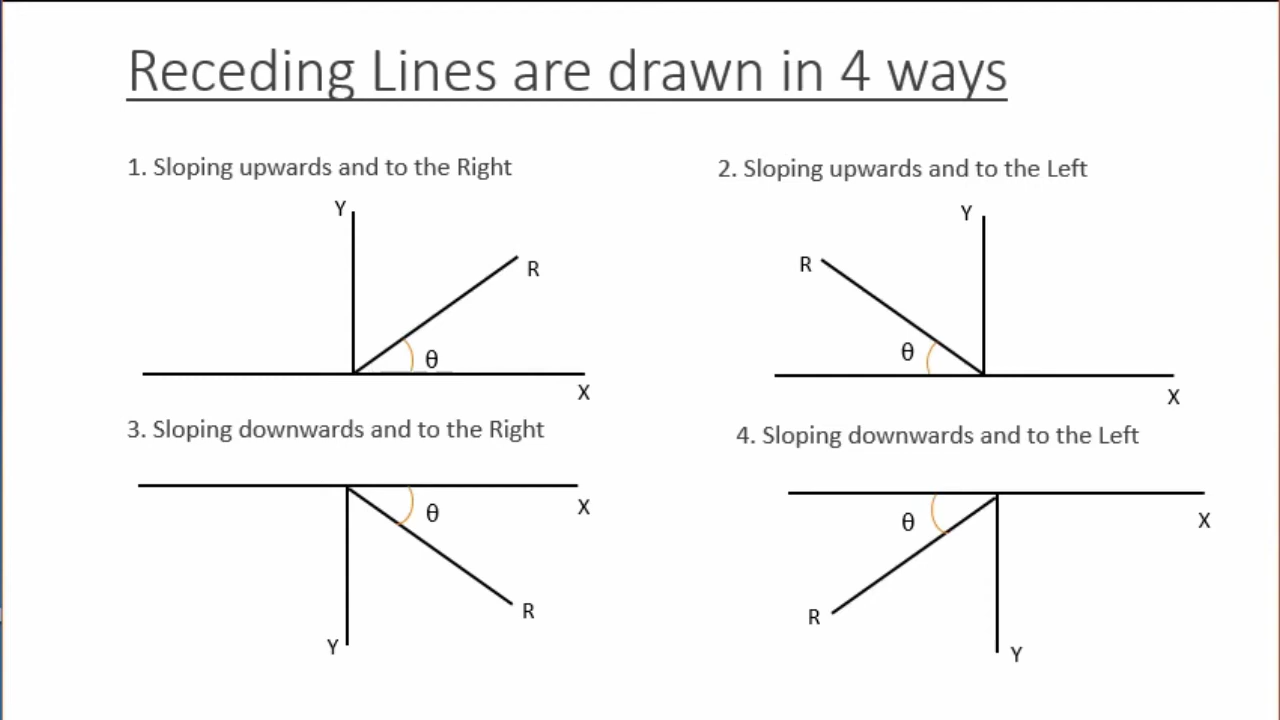 Receding Lines are drawn in 4 ways
1. Sloping upwards and to the Right
Y
R
θ
X
2. Sloping upwards and to the Left
Y
R
θ
X
3. Sloping downwards and to the Right
X
θ
R
Y
4. Sloping downwards and to the Left
X
θ
R
Y